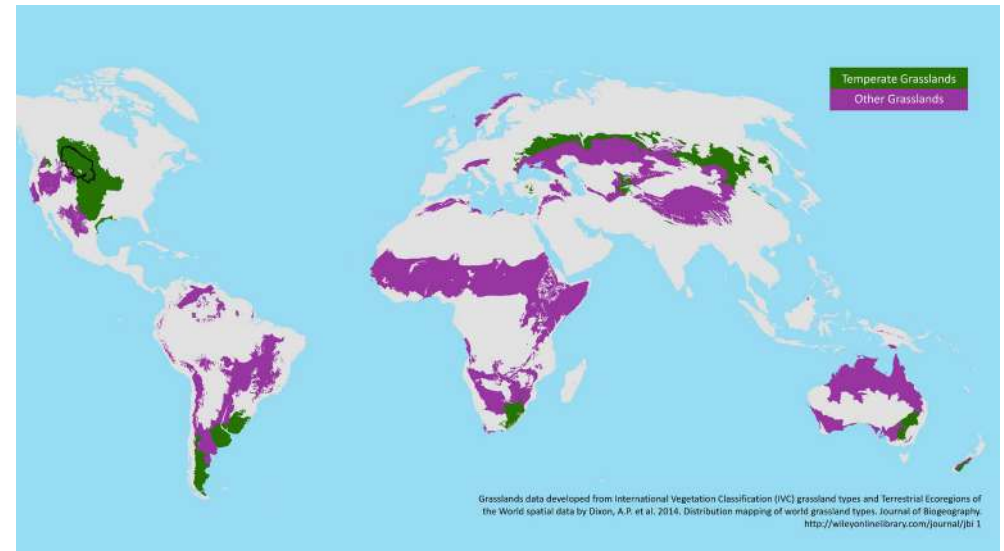 Temperate Grasslands
Other Grasslands
Grasslands data developed from International Vegetation Classification (IVC) grassland types and Terrestrial Ecoregions of
the World spatial data by Dixon, A.P. et al. 2014. Distribution mapping of world grassland types. Journal of Biogeography.
http://wileyonlinelibrary.com/journal/jbi 1